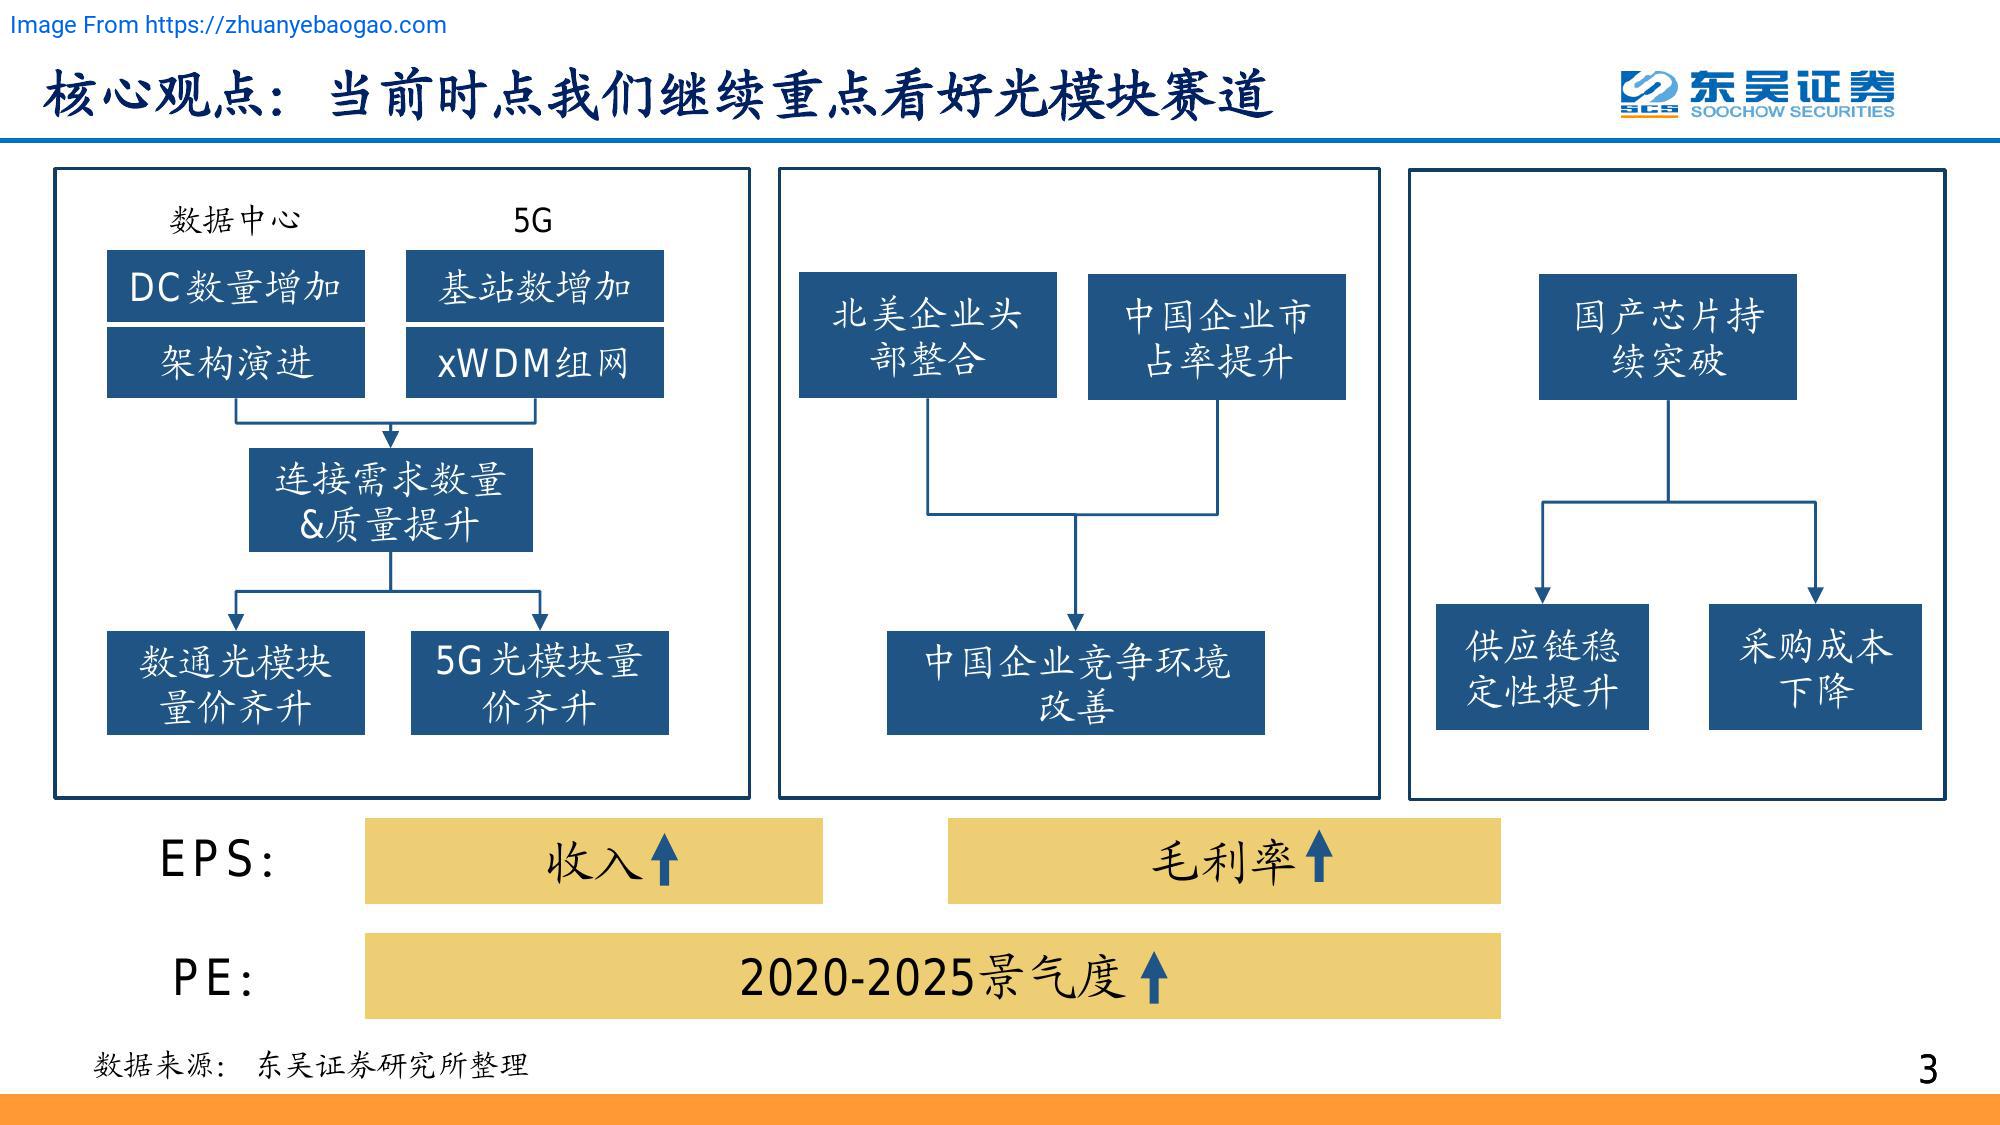 Image From https://zhuanyebaogao.com
核心观点：当前时点我们继续重点看好光模块赛道
SCS 东吴证券
SOOCHOW SECURITIES
数据中心
5G
DC数量增加
基站数增加
架构演进
xWDM组网
连接需求数量
&质量提升
数通光模块
量价齐升
5G光模块量
价齐升
北美企业头
部整合
中国企业市
占率提升
中国企业竞争环境
改善
国产芯片持
续突破
供应链稳
定性提升
采购成本
下降
EPS:
收入
毛利率
PE:
2020-2025景气度
数据来源：东吴证券研究所整理
3